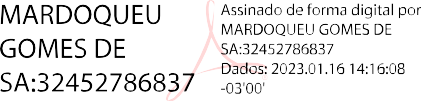 MARDOQUEU
GOMES DE
SA:32452786837
Assinado de forma digital por
MARDOQUEU GOMES DE
SA:32452786837
Dados: 2023.01.16 14:16:08
-03'00'